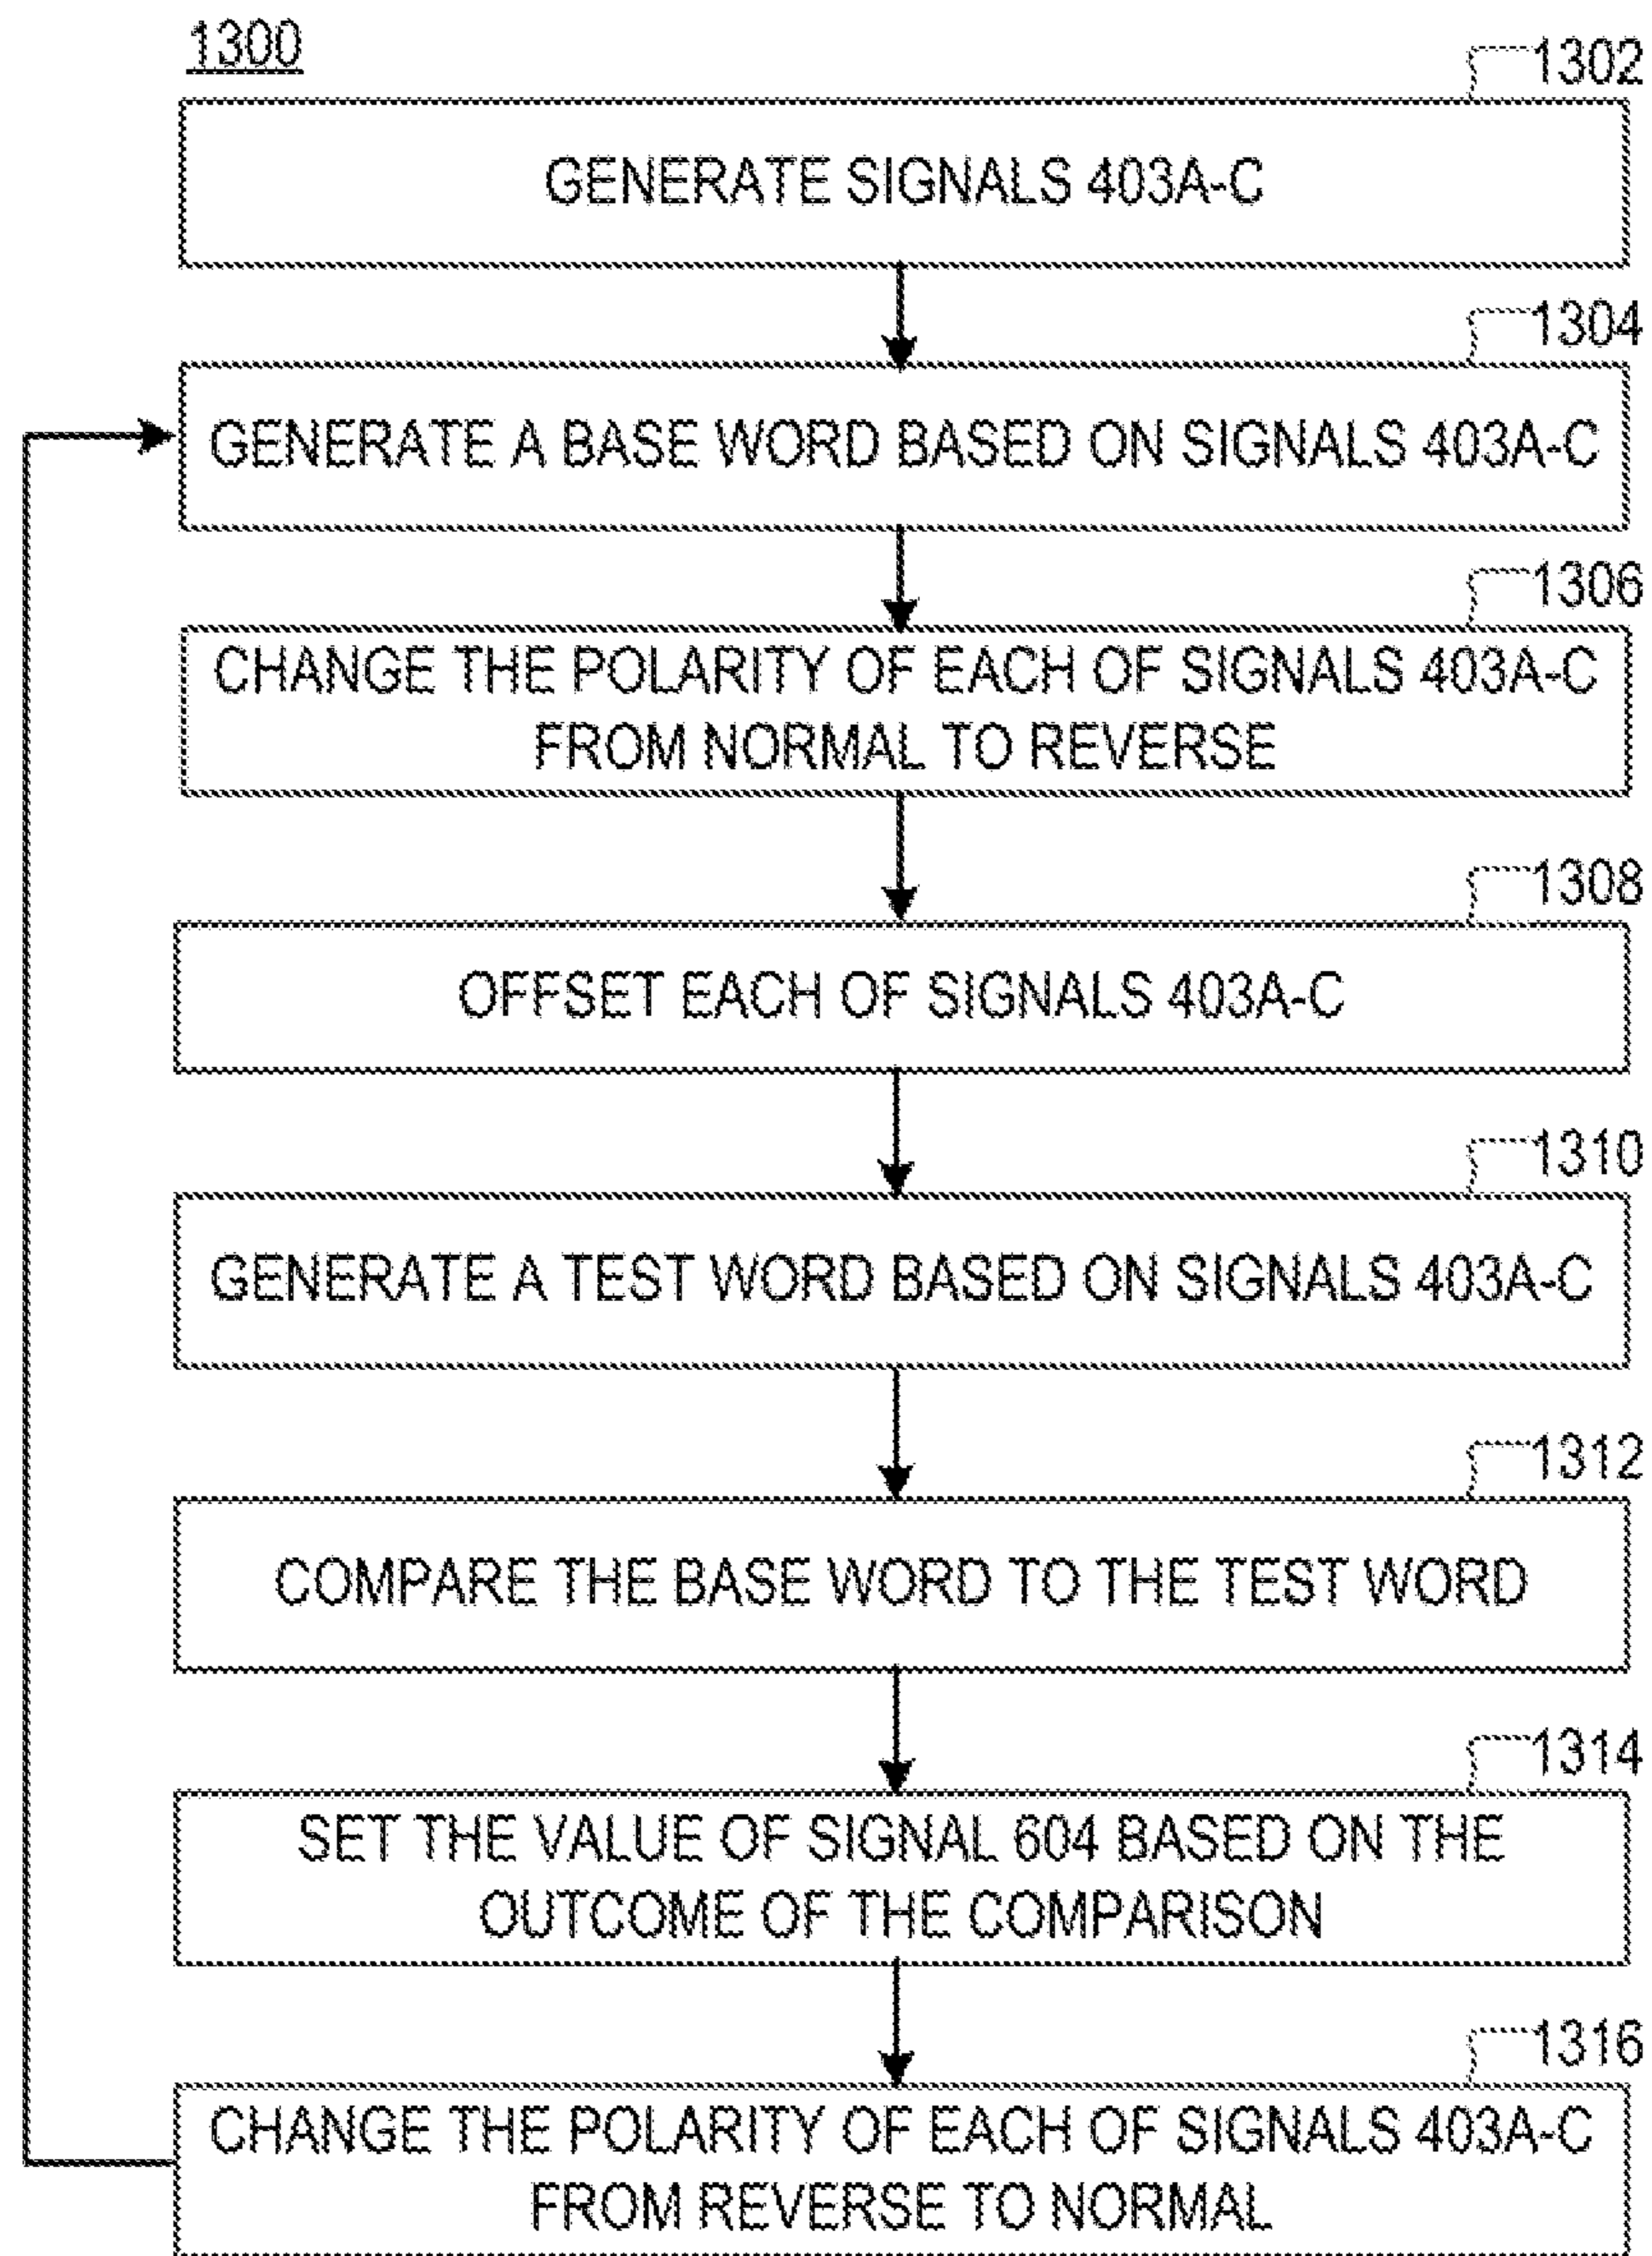 1300
1302
GENERATE SIGNALS 403A-C
1304
GENERATE A BASE WORD BASED ON SIGNALS 403A-C
1306
CHANGE THE POLARITY OF EACH OF SIGNALS 403A-C
FROM NORMAL TO REVERSE
1308
OFFSET EACH OF SIGNALS 403A-C
1310
GENERATE A TEST WORD BASED ON SIGNALS 403A-C
1312
COMPARE THE BASE WORD TO THE TEST WORD
1314
SET THE VALUE OF SIGNAL 604 BASED ON THE
OUTCOME OF THE COMPARISON
1316
CHANGE THE POLARITY OF EACH OF SIGNALS 403A-C
FROM REVERSE TO NORMAL